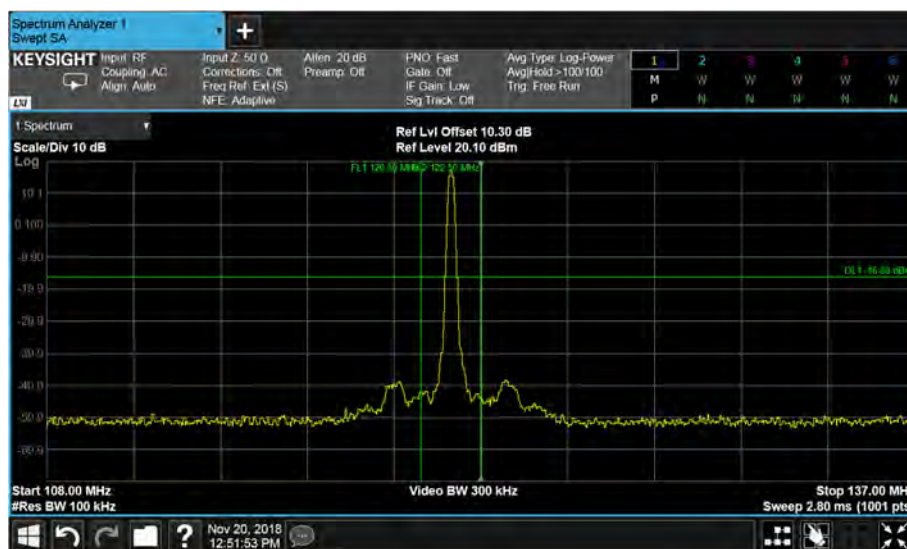 Spectrum Analyzer 1
Swept SA
+
KEYSIGHT
Input: RF
Coupling: AC
Align: Auto
Input Z: 50 Ω
Corrections: Off
Freq Ref: Ext (S)
NFE: Adaptive
Atten: 20 dB
Preamp: Off
PNO: Fast
Gate: Off
IF Gain: Low
Sig Track: Off
Avg Type: Log-Power
Avg|Hold >100/100
Trig: Free Run
1 2 3 4 5 6
M W W W W W
P N N N N N
LXI
1 Spectrum
Scale/Div 10 dB
Ref Lvl Offset 10.30 dB
Ref Level 20.10 dBm
Log
10.1
0.100
-9.90
-19.9
-29.9
-39.9
-49.9
-59.9
122.50 MHz
Start 108.00 MHz
#Res BW 100 kHz
Video BW 300 kHz
Stop 137.00 MH
Sweep 2.80 ms (1001 pts
?
Nov 20, 2018
12:51:53 PM